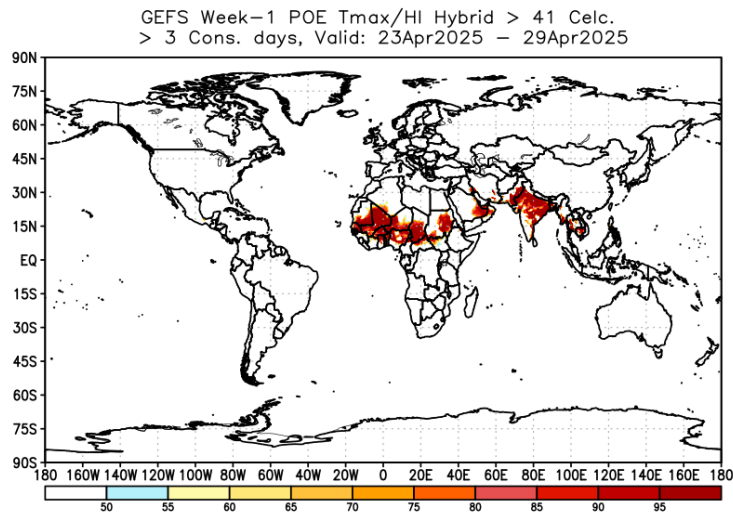 GEFS Week-1 POE Tmax/HI Hybrid > 41 Celc.
> 3 Cons. days, Valid: 23Apr2025 – 29Apr2025
90N
75N
60N
45N
30N
15N
EQ
15S
30S
45S
60S
75S
90S
180 160W 140W 120W 100W 80W 60W 40W 20W 0 20E 40E 60E 80E 100E 120E 140E 160E 180
50 55 60 65 70 75 80 85 90 95